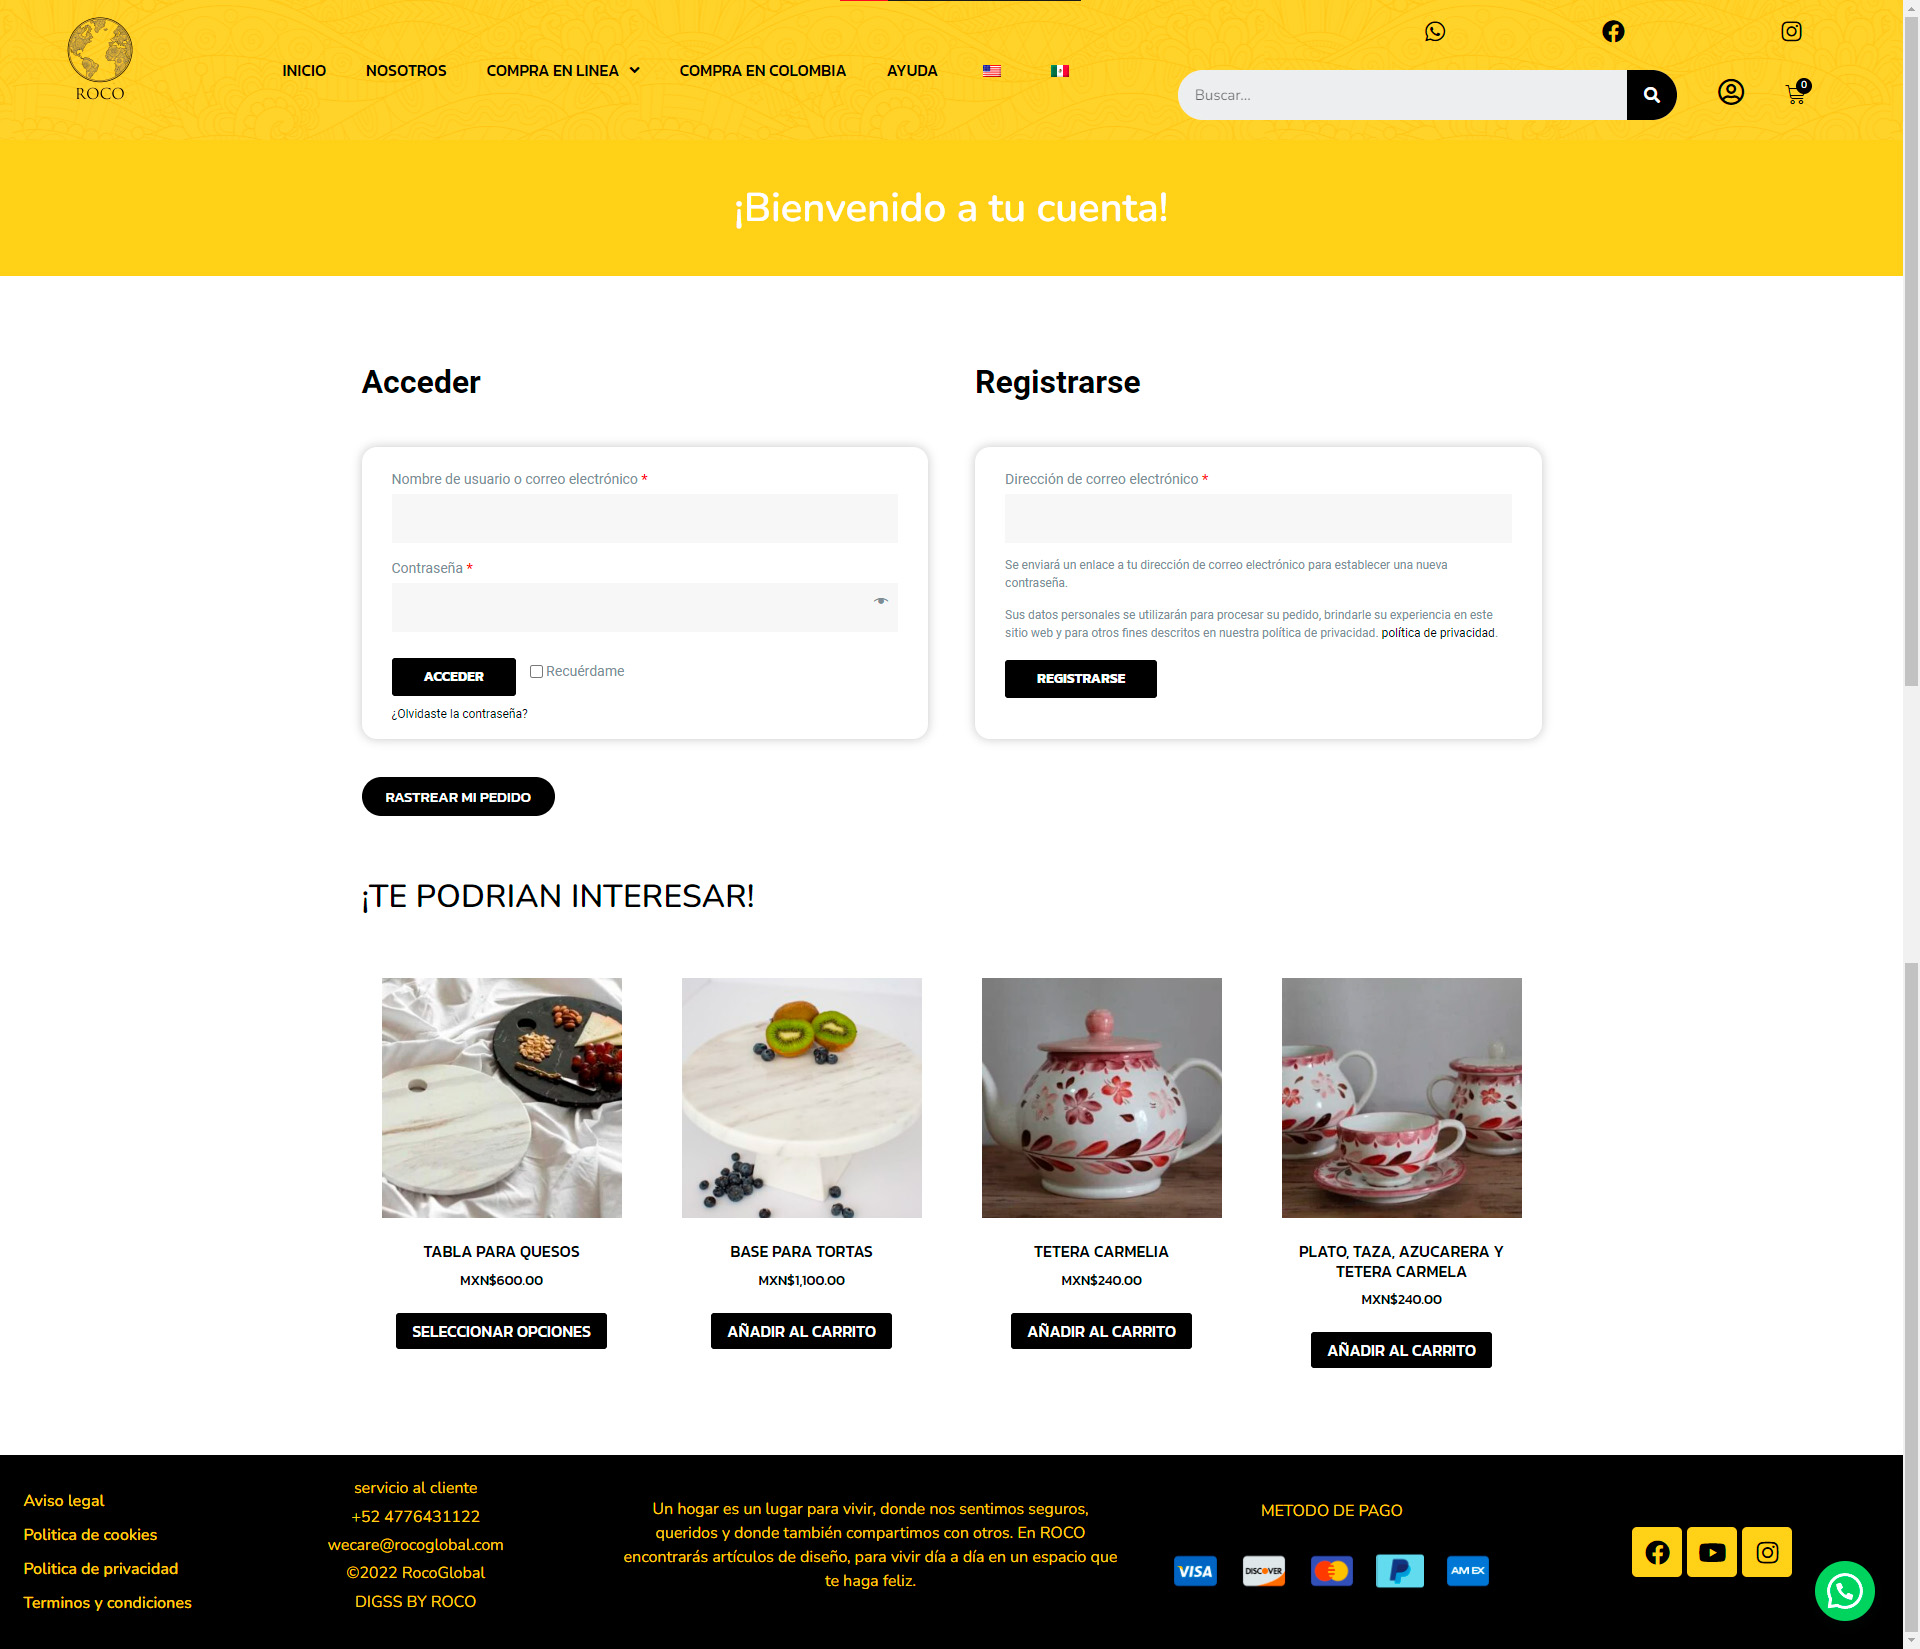 ROCO
INICIO
NOSOTROS
COMPRA EN LINEA
COMPRA EN COLOMBIA
AYUDA
Buscar...
0
¡Bienvenido a tu cuenta!
Acceder
Nombre de usuario o correo electrónico *
Contraseña *
ACCEDER
Recuérdame
¿Olvidaste la contraseña?
Registrarse
Dirección de correo electrónico *
Se enviará un enlace a tu dirección de correo electrónico para establecer una nueva
contraseña.
Sus datos personales se utilizarán para procesar su pedido, brindarle su experiencia en este
sitio web y para otros fines descritos en nuestra política de privacidad. política de privacidad.
REGISTRARSE
RASTREAR MI PEDIDO
¡TE PODRIAN INTERESAR!
TABLA PARA QUESOS
MXN$600.00
SELECCIONAR OPCIONES
BASE PARA TORTAS
MXN$1,100.00
AÑADIR AL CARRITO
TETERA CARMELIA
MXN$240.00
AÑADIR AL CARRITO
PLATO, TAZA, AZUCARERA Y
TETERA CARMELA
MXN$240.00
AÑADIR AL CARRITO
Aviso legal
Politica de cookies
Politica de privacidad
Terminos y condiciones
servicio al cliente
+52 4776431122
wecare@rocoglobal.com
©2022 RocoGlobal
DIGSS BY ROCO
Un hogar es un lugar para vivir, donde nos sentimos seguros,
queridos y donde también compartimos con otros. En ROCO
encontrarás artículos de diseño, para vivir día a día en un espacio que
te haga feliz.
METODO DE PAGO
VISA
DISCOVER
AM EX